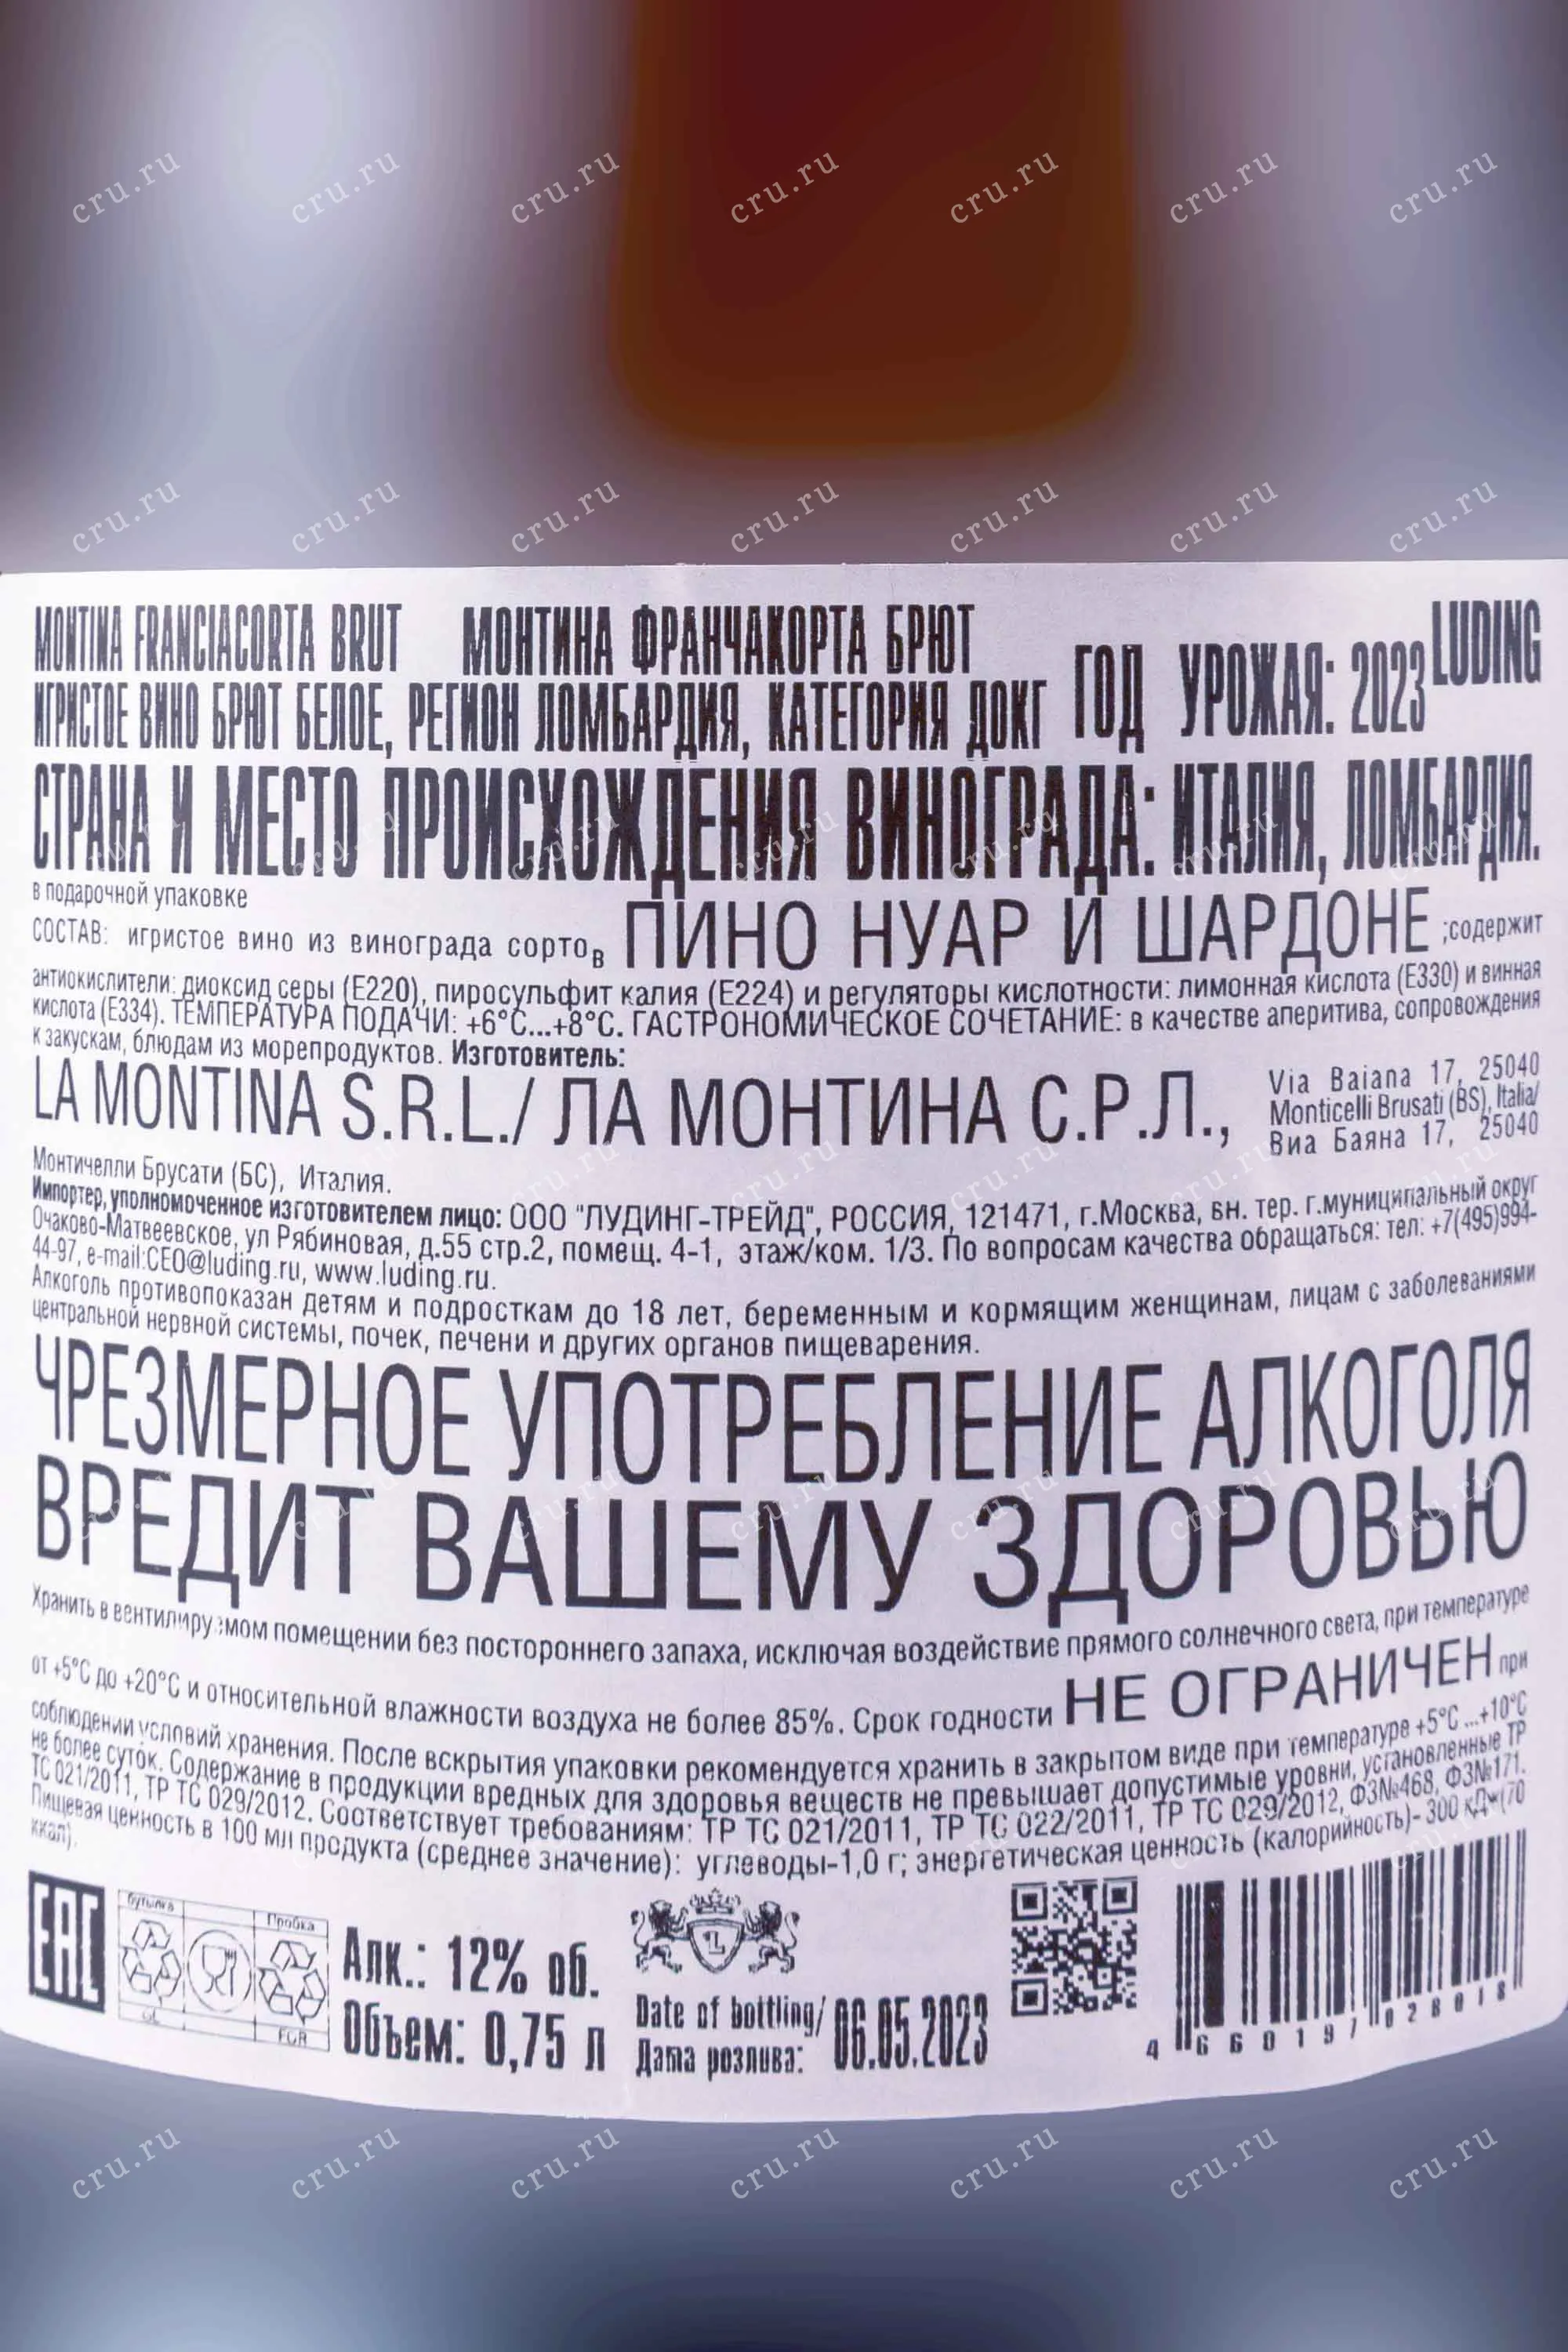 MONTINA FRANCIACORTA BRUT МОНТИНА ФРАНЧАКОРТА БРЮТ
LUDING
ИГРИСТОЕ ВИНО БРЮТ БЕЛОЕ, РЕГИОН ЛОМБАРДИЯ, КАТЕГОРИЯ ДОКГ ГОД УРОЖАЯ: 2023
СТРАНА И МЕСТО ПРОИСХОЖДЕНИЯ ВИНОГРАДА: ИТАЛИЯ, ЛОМБАРДИЯ.
в подарочной упаковке
СОСТАВ: игристое вино из винограда сортов ПИНО НУАР И ШАРДОНЕ ;содержит
антиокислители: диоксид серы (Е220), пиросульфит калия (Е224) и регуляторы кислотности: лимонная кислота (Е330) и винная
кислота (Е334). ТЕМПЕРАТУРА ПОДАЧИ: +6°С...+8°С. ГАСТРОНОМИЧЕСКОЕ СОЧЕТАНИЕ: в качестве аперитива, сопровождения
к закускам, блюдам из морепродуктов. Изготовитель:
LA MONTINA S.R.L./ ЛА МОНТИНА С.Р.Л.,
Via Baiana 17, 25040
Monticelli Brusati (BS), Italia/
Виа Баяна 17, 25040
Монтичелли Брусати (БС), Италия.
Импортер, уполномоченное изготовителем лицо: ООО "ЛУДИНГ-ТРЕЙД", РОССИЯ, 121471, г.Москва, вн. тер. г.муниципальный округ
Очаково-Матвеевское, ул Рябиновая, д.55 стр.2, помещ. 4-1, этаж/ком. 1/3. По вопросам качества обращаться: тел: +7(495)994-
44-97, e-mail:CEO@luding.ru, www.luding.ru.
Алкоголь противопоказан детям и подросткам до 18 лет, беременным и кормящим женщинам, лицам с заболеваниями
центральной нервной системы, почек, печени и других органов пищеварения.
ЧРЕЗМЕРНОЕ УПОТРЕБЛЕНИЕ АЛКОГОЛЯ
ВРЕДИТ ВАШЕМУ ЗДОРОВЬЮ
Хранить в вентилируемом помещении без постороннего запаха, исключая воздействие прямого солнечного света, при температуре
от +5°С до +20°С и относительной влажности воздуха не более 85%. Срок годности НЕ ОГРАНИЧЕН при
соблюдении условий хранения. После вскрытия упаковки рекомендуется хранить в закрытом виде при температуре +5°С ...+10°С
не более суток. Содержание в продукции вредных для здоровья веществ не превышает допустимые уровни, установленные ТР
ТС 021/2011, ТР ТС 029/2012. Соответствует требованиям: ТР ТС 021/2011, ТР ТС 022/2011, ТР ТС 029/2012, ФЗ№468, ФЗ№171.
Пищевая ценность в 100 мл продукта (среднее значение): углеводы-1,0 г; энергетическая ценность (калорийность)- 300 кДж(70
ккал).
EAC
бутылка
Пробка
GL
FOR
Алк.: 12% об.
Объем: 0,75 л
L
Date of bottling/
Дата розлива: 06.05.2023
4 660197 028018